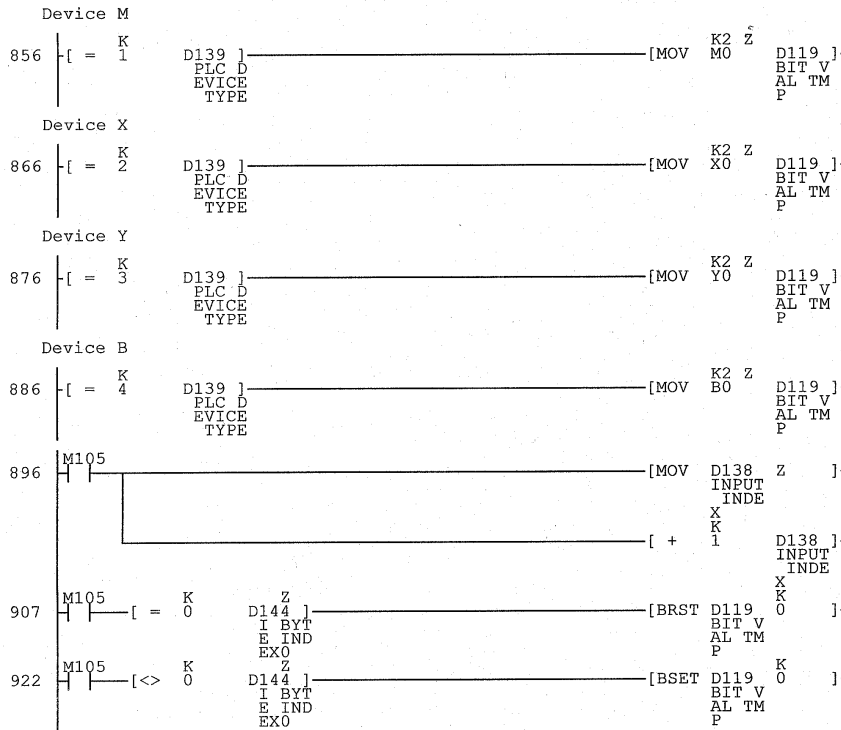 Device M
K K2 Z
856 [ = 1 D139 ] [MOV M0 D119 ]
PLC D BIT V
EVICE AL TM
TYPE P
Device X
K K2 Z
866 [ = 2 D139 ] [MOV X0 D119 ]
PLC D BIT V
EVICE AL TM
TYPE P
Device Y
K K2 Z
876 [ = 3 D139 ] [MOV Y0 D119 ]
PLC D BIT V
EVICE AL TM
TYPE P
Device B
K K2 Z
886 [ = 4 D139 ] [MOV B0 D119 ]
PLC D BIT V
EVICE AL TM
TYPE P
M105
896 [MOV D138 Z ]
INPUT
INDE
X
K
[ + 1 D138 ]
INPUT
INDE
X
M105 K Z K
907 [ = 0 D144 ] [BRST D119 0 ]
I BYT BIT V
E IND AL TM
EX0 P
M105 K Z K
922 [<> 0 D144 ] [BSET D119 0 ]
I BYT BIT V
E IND AL TM
EX0 P